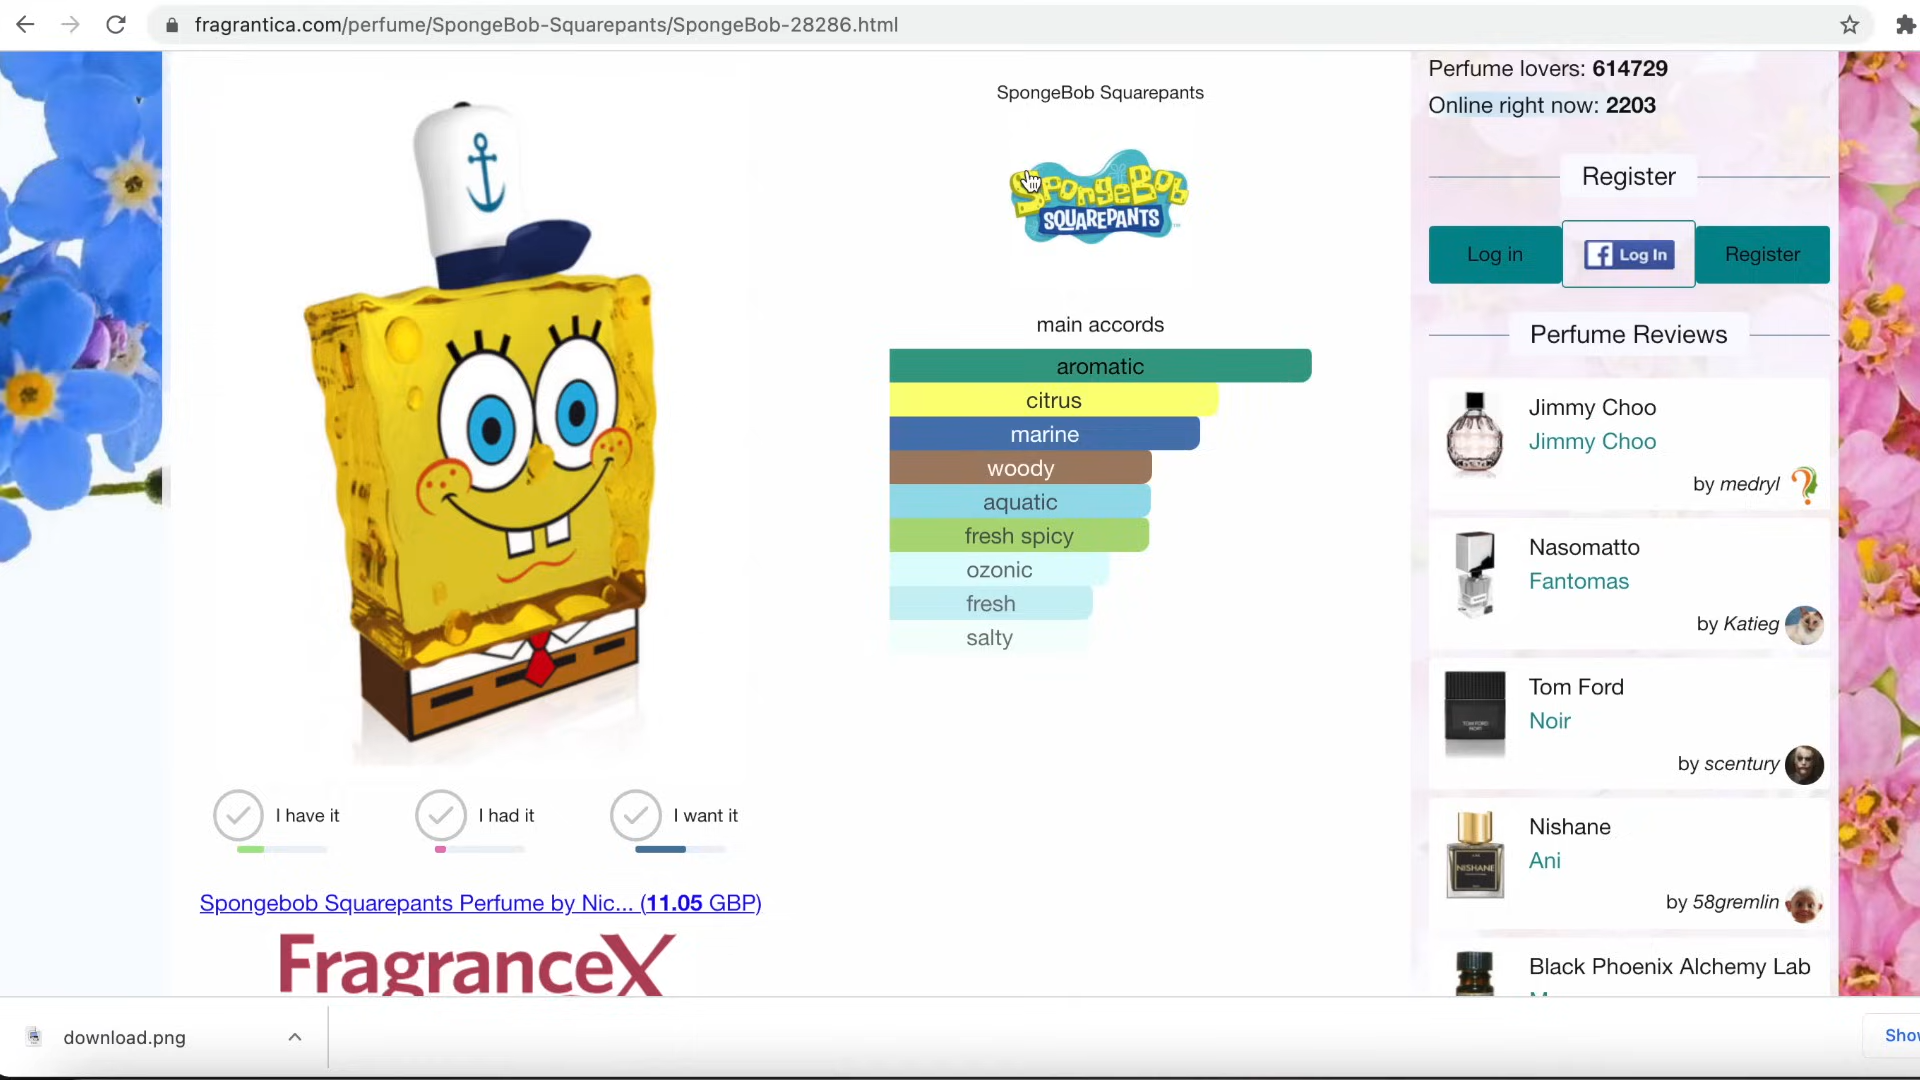 fragrantica.com/perfume/SpongeBob-Squarepants/SpongeBob-28286.html
SpongeBob Squarepants
SpongeBob
SQUAREPANTS
main accords
aromatic
citrus
marine
woody
aquatic
fresh spicy
ozonic
fresh
salty
I have it
I had it
I want it
Spongebob Squarepants Perfume by Nic... (11.05 GBP)
FragranceX
Perfume lovers: 614729
Online right now: 2203
Register
Log in
f Log In
Register
Perfume Reviews
Jimmy Choo
Jimmy Choo
by medryl
Nasomatto
Fantomas
by Katieg
Tom Ford
Noir
TOM FORD
NOIR
by scentury
Nishane
Ani
NISHANE
by 58gremlin
Black Phoenix Alchemy Lab
download.png